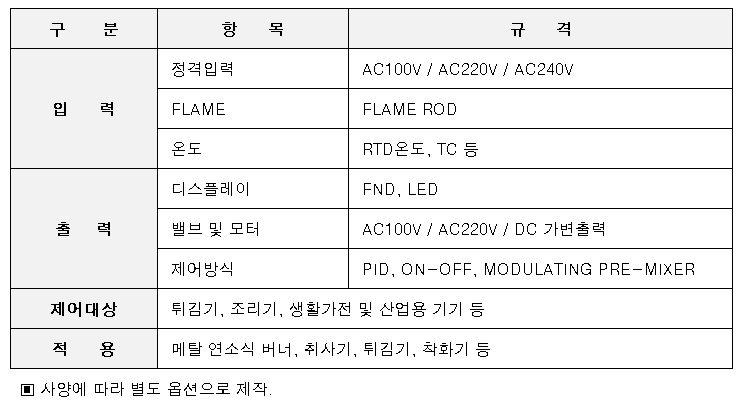 구 분 항 목 규 격
입 력 정격입력 AC100V / AC220V / AC240V
FLAME FLAME ROD
온도 RTD온도, TC 등
출 력 디스플레이 FND, LED
밸브 및 모터 AC100V / AC220V / DC 가변출력
제어방식 PID, ON-OFF, MODULATING PRE-MIXER
제어대상 튀김기, 조리기, 생활가전 및 산업용 기기 등
적 용 메탈 연소식 버너, 취사기, 튀김기, 착화기 등
▣ 사양에 따라 별도 옵션으로 제작.